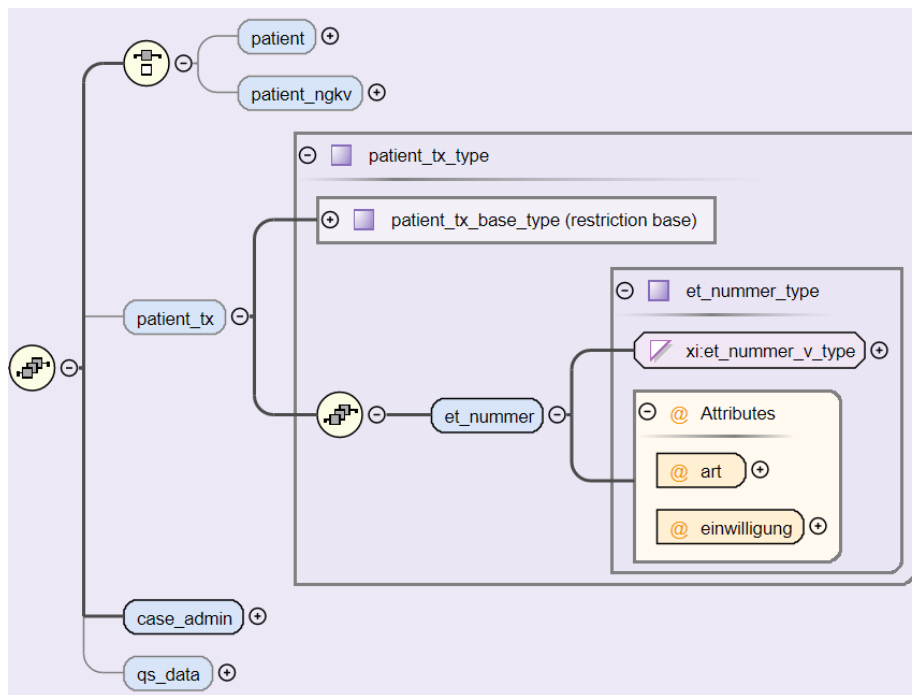 patient
patient_ngkv
patient_tx_type
patient_tx_base_type (restriction base)
et_nummer_type
patient_tx
xi:et_nummer_v_type
@ Attributes
et_nummer
@ art
@ einwilligung
case_admin
qs_data